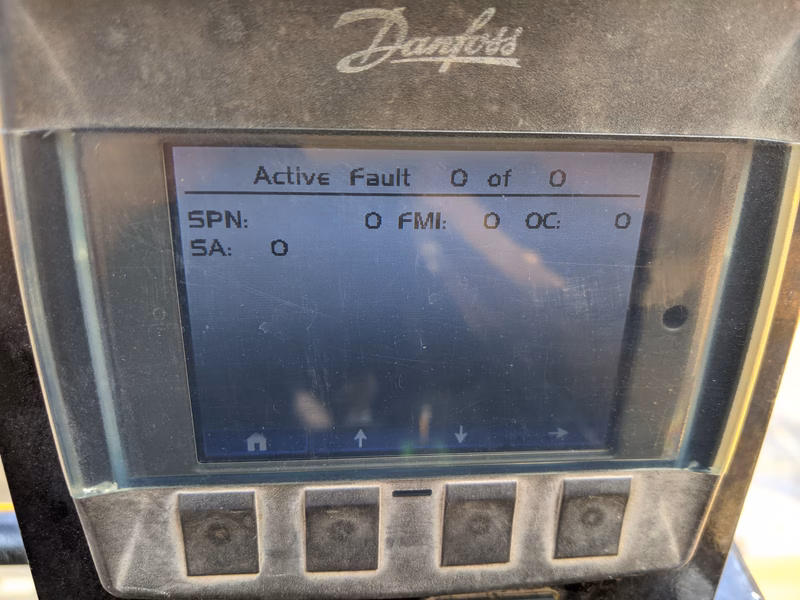 Danfoss
Active Fault 0 of 0
SPN: 0 FMI: 0 OC: 0
SA: 0